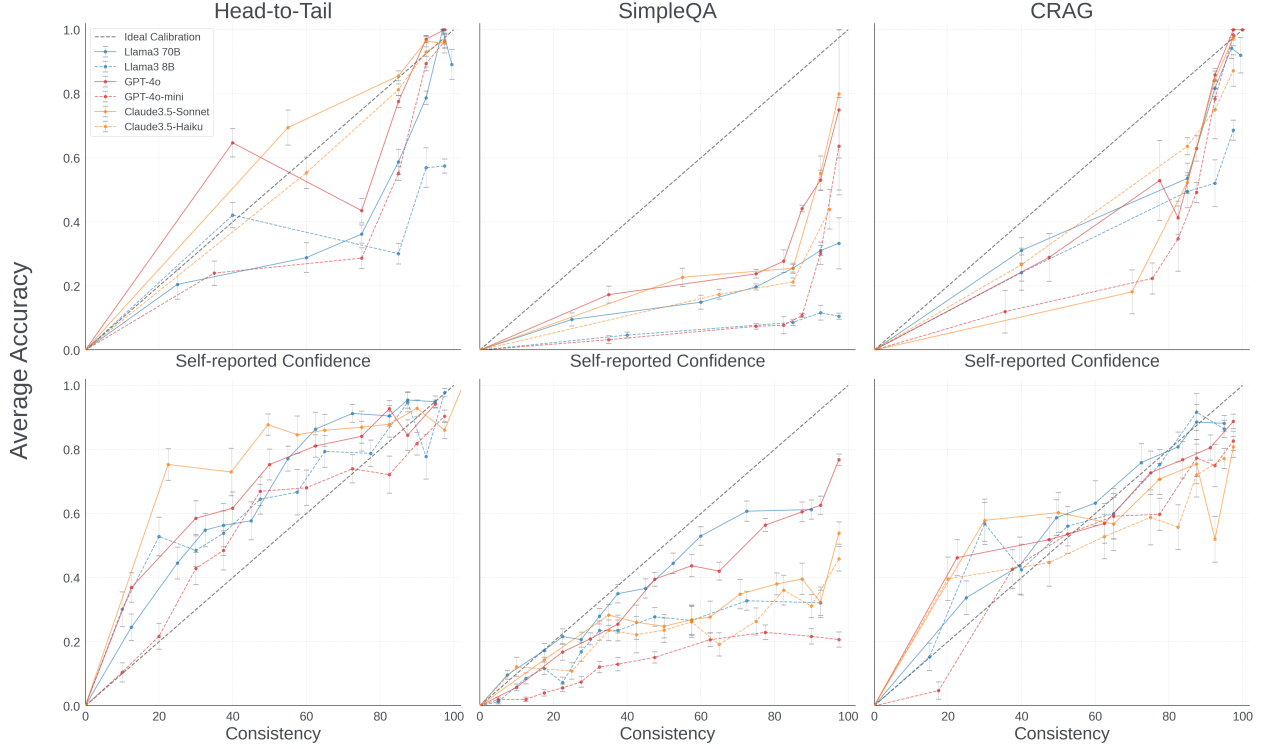 Head-to-Tail
SimpleQA
CRAG
Average Accuracy
1.0
0.8
0.6
0.4
0.2
0.0
Ideal Calibration
Llama3 70B
Llama3 8B
GPT-4o
GPT-4o-mini
Claude3.5-Sonnet
Claude3.5-Haiku
Self-reported Confidence
Self-reported Confidence
Self-reported Confidence
1.0
0.8
0.6
0.4
0.2
0.0
0 20 40 60 80 100
0 20 40 60 80 100
0 20 40 60 80 100
Consistency
Consistency
Consistency